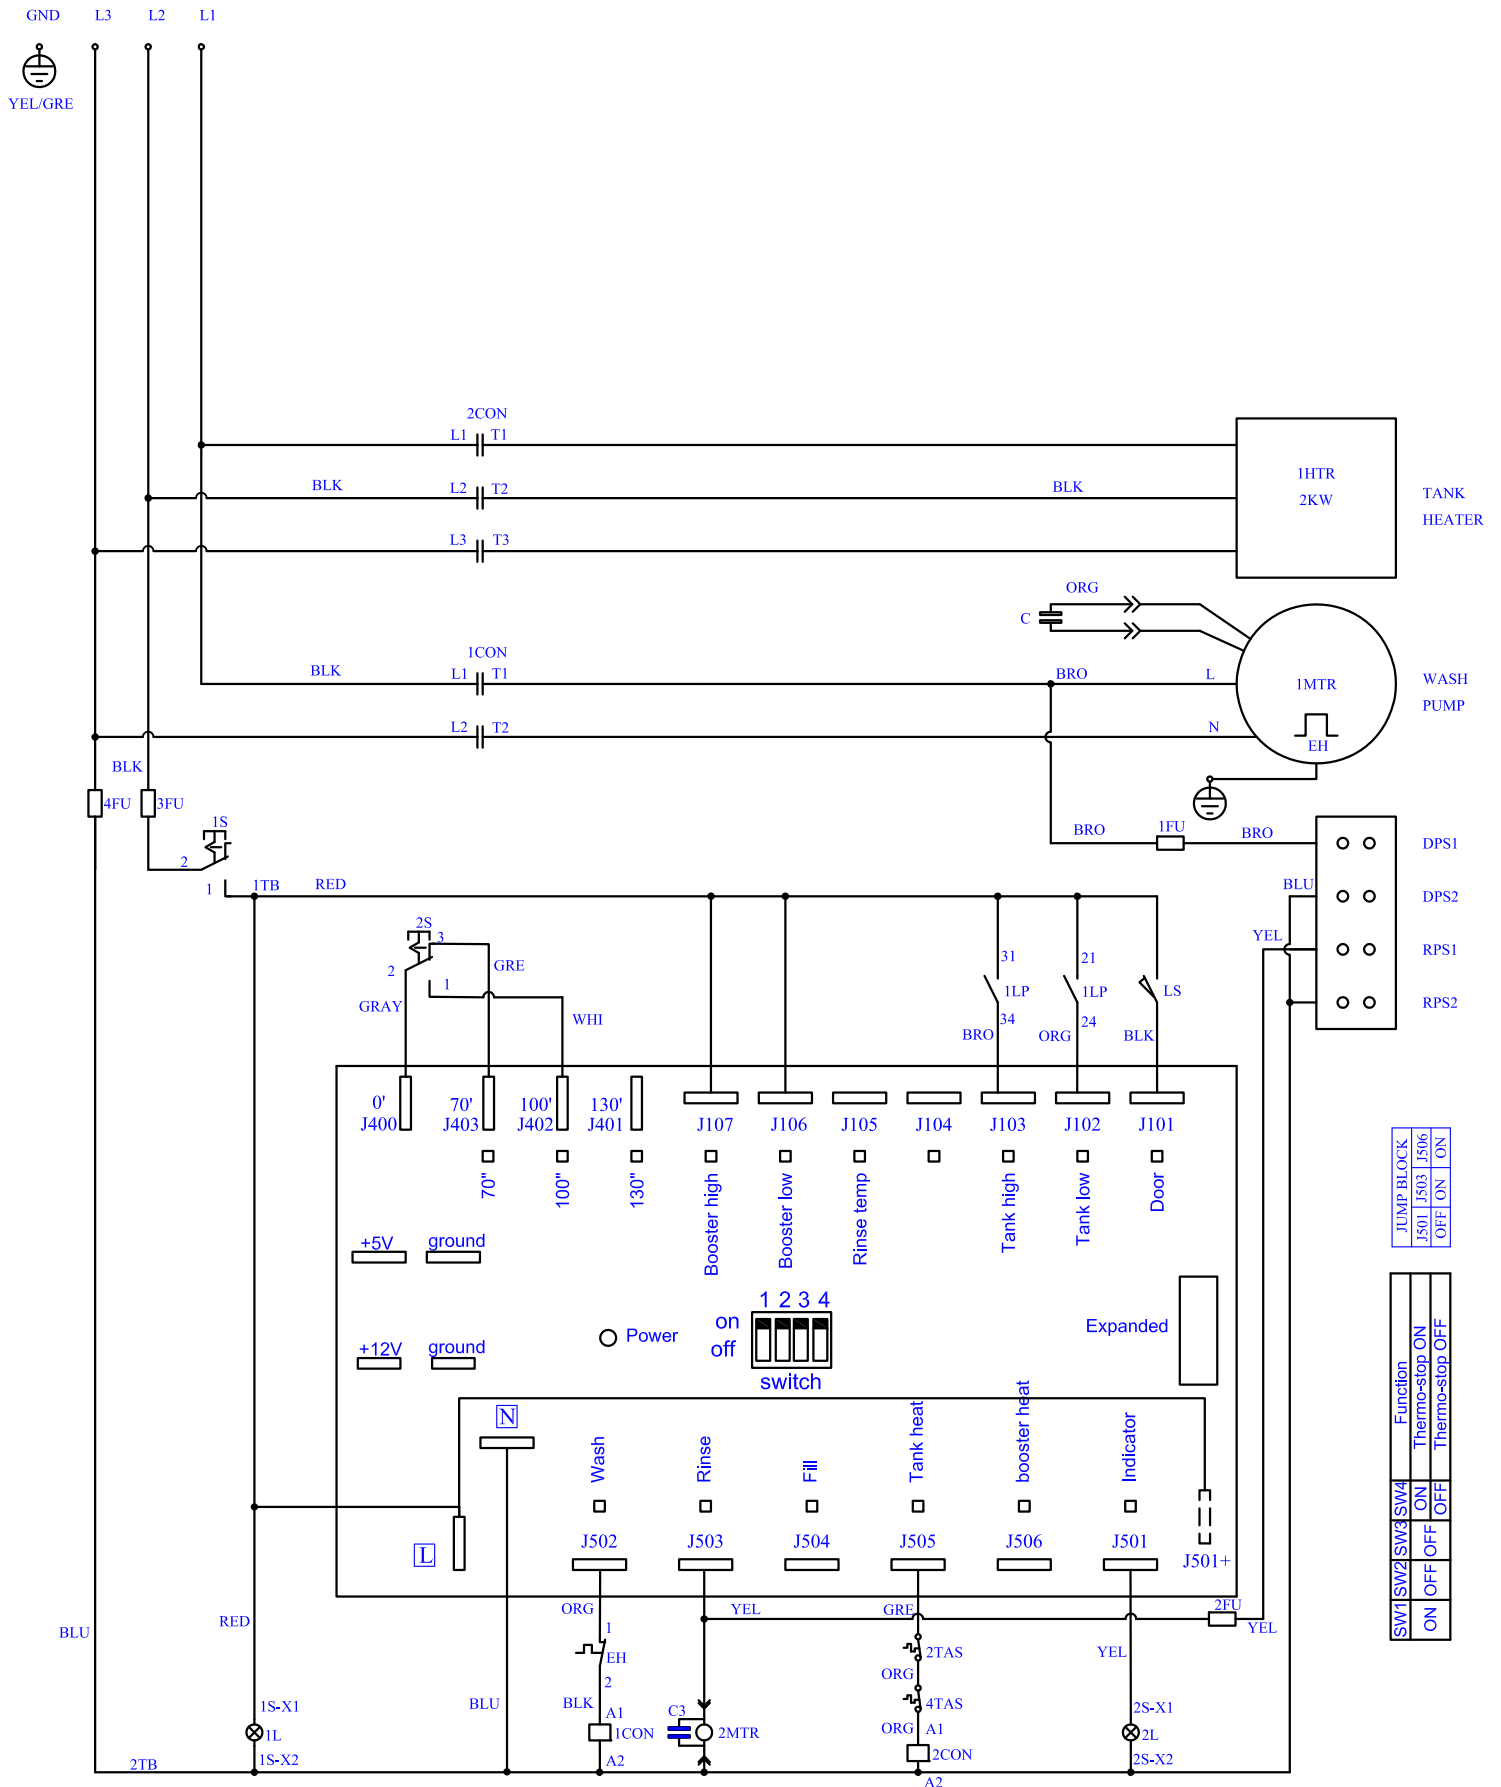 GND L3 L2 L1
YEL/GRE
2CON
L1 T1
BLK L2 T2 BLK
L3 T3
1HTR
2KW
TANK
HEATER
ORG
C
1CON
BLK L1 T1 BRO L
1MTR
WASH
PUMP
L2 T2 N
EH
BLK
4FU 3FU
1S
2
1
BRO 1FU BRO
DPS1
BLU DPS2
YEL RPS1
RPS2
1TB RED
2S
3
2
GRE
1
GRAY
WHI
31 21
1LP 1LP LS
34 24
BRO ORG BLK
0' 70' 100' 130'
J400 J403 J402 J401 J107 J106 J105 J104 J103 J102 J101
70"
100"
130"
Booster high
Booster low
Rinse temp
Tank high
Tank low
Door
+5V ground
+12V ground
Power
1 2 3 4
on
off
switch
Expanded
JUMP BLOCK
J501 J503 J506
OFF ON ON
SW1 SW2 SW3 SW4 Function
ON OFF OFF ON Thermo-stop ON
OFF Thermo-stop OFF
N
L
Wash
Rinse
Fill
Tank heat
booster heat
Indicator
J502 J503 J504 J505 J506 J501 J501+
ORG YEL GRE 2FU
YEL
BLU RED
1
EH
2
2TAS
ORG
4TAS
YEL
BLU BLK A1 C3 ORG A1
1S-X1
1L
1S-X2
1CON
A2
2MTR
2CON
A2
2S-X1
2L
2S-X2
2TB